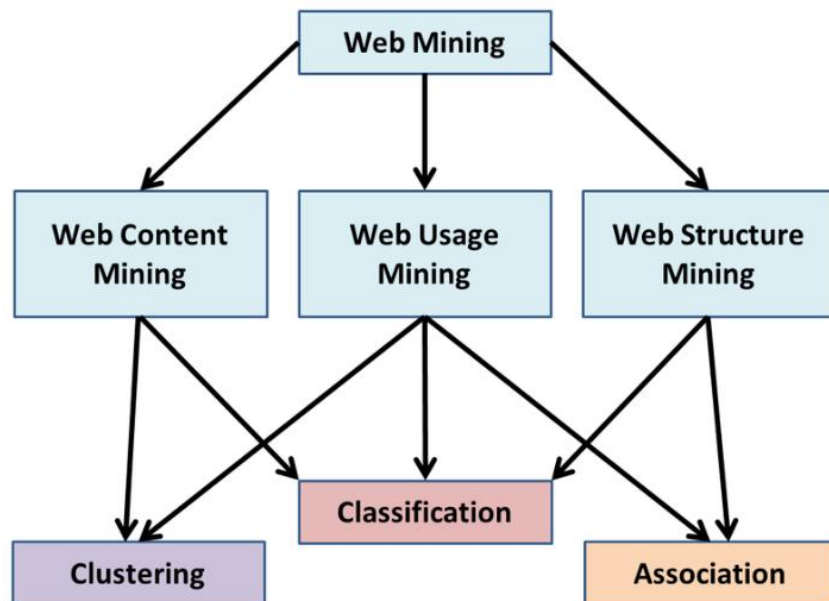 Web Mining
Web Content
Mining
Web Usage
Mining
Web Structure
Mining
Classification
Clustering
Association